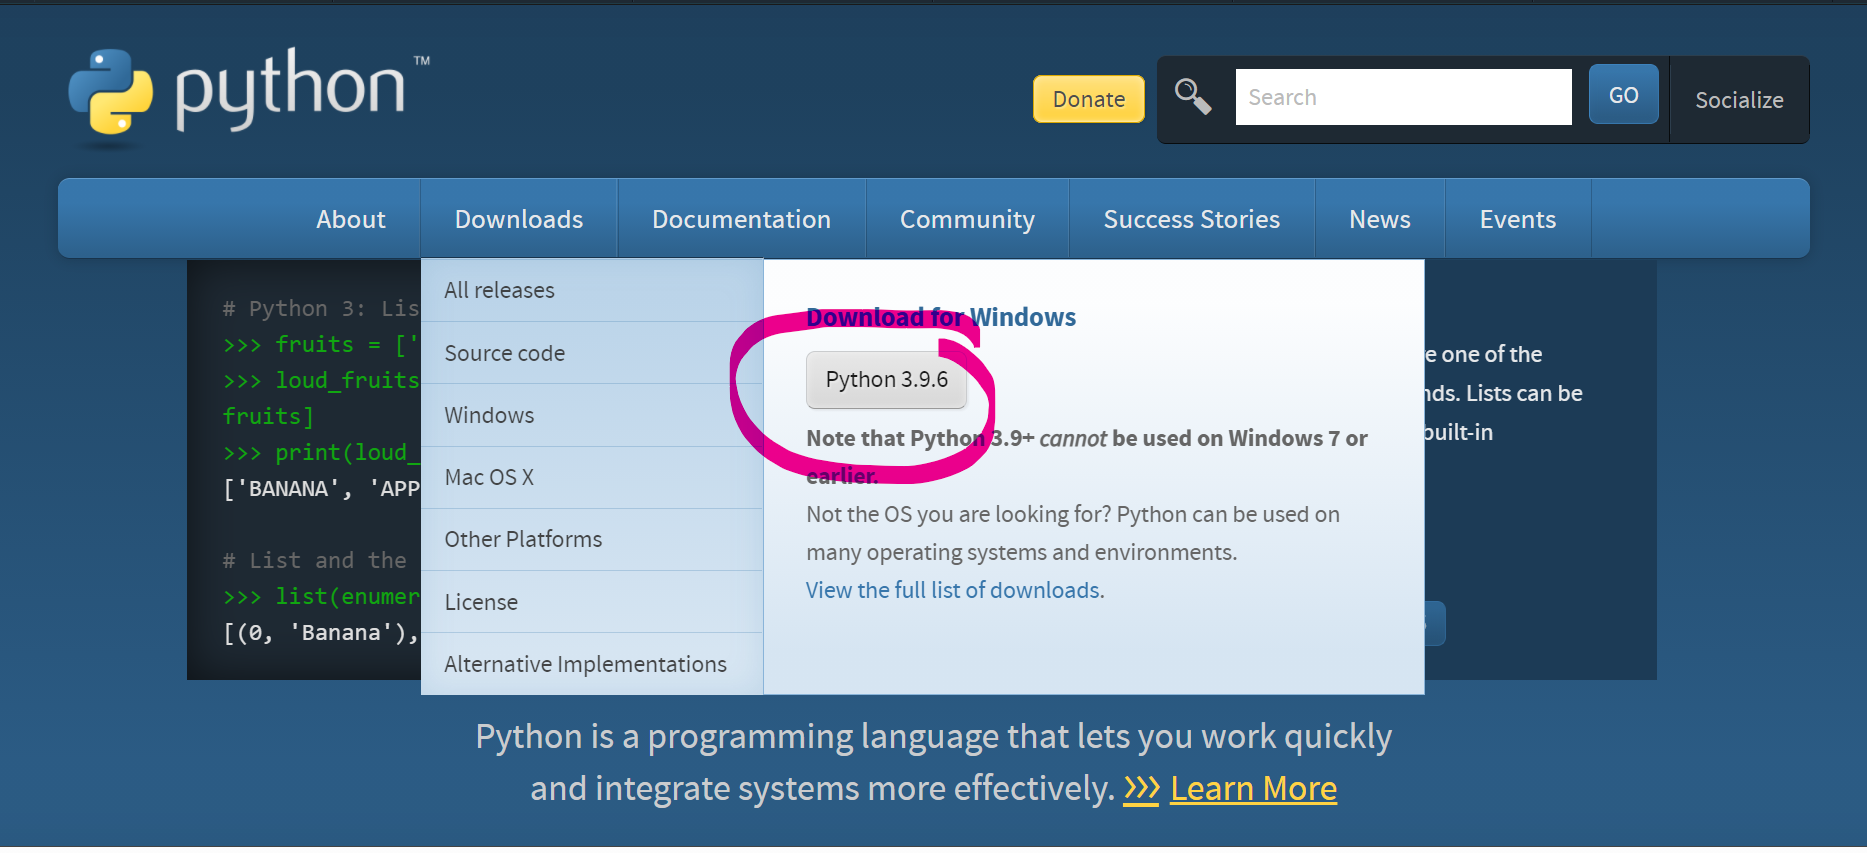 python ™
Donate
Search
GO
Socialize
About
Downloads
Documentation
Community
Success Stories
News
Events
# Python 3: Lis
>>> fruits = ['
>>> loud_fruits
fruits]
>>> print(loud_
['BANANA', 'APP
# List and the
>>> list(enumer
[(0, 'Banana'),
All releases
Source code
Windows
Mac OS X
Other Platforms
License
Alternative Implementations
Download for Windows
Python 3.9.6
Note that Python 3.9+ cannot be used on Windows 7 or
earlier.
Not the OS you are looking for? Python can be used on
many operating systems and environments.
View the full list of downloads.
e one of the
nds. Lists can be
built-in
Python is a programming language that lets you work quickly
and integrate systems more effectively. >>> Learn More